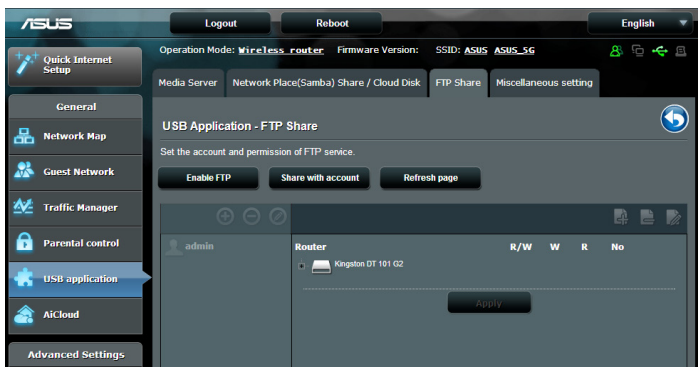 ASUS
Logout Reboot English
Operation Mode: Wireless router Firmware Version: SSID: ASUS ASUS_5G
Quick Internet
Setup
Media Server Network Place(Samba) Share / Cloud Disk FTP Share Miscellaneous setting
General
Network Map
Guest Network
Traffic Manager
Parental control
USB application
AiCloud
Advanced Settings
USB Application - FTP Share
Set the account and permission of FTP service.
Enable FTP Share with account Refresh page
admin
Router R/W W R No
Kingston DT 101 G2
Apply